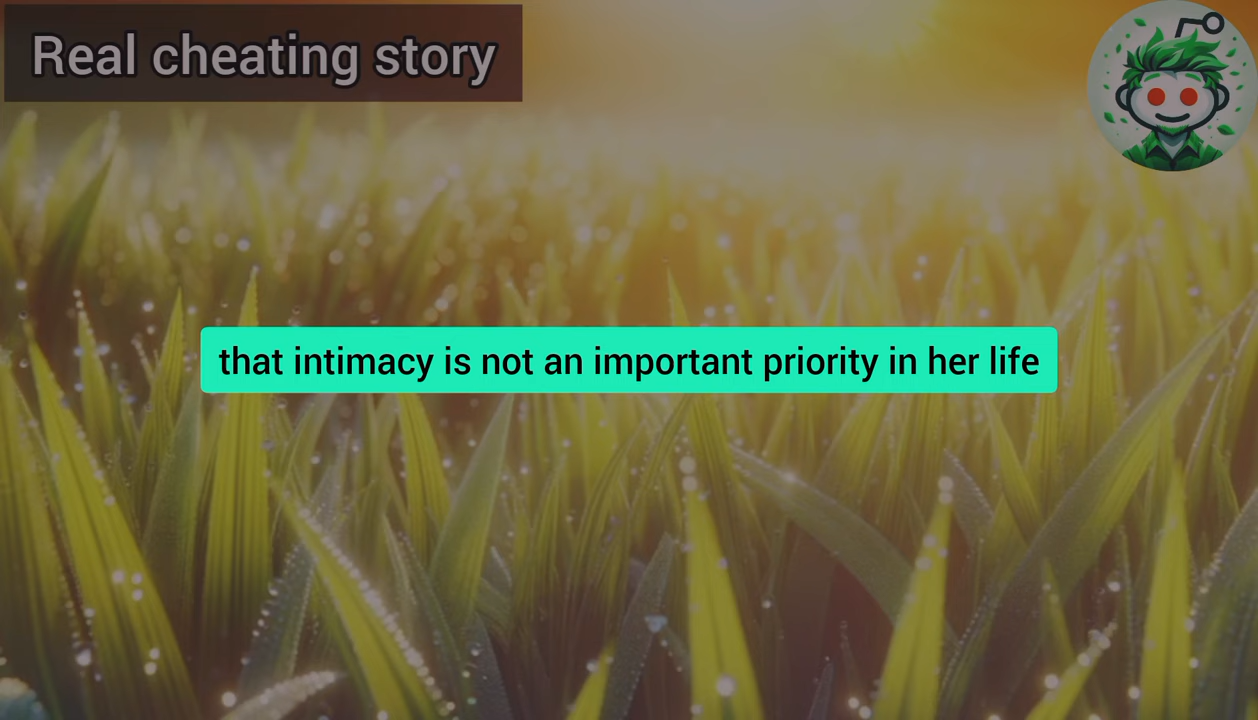 Real cheating story
that intimacy is not an important priority in her life